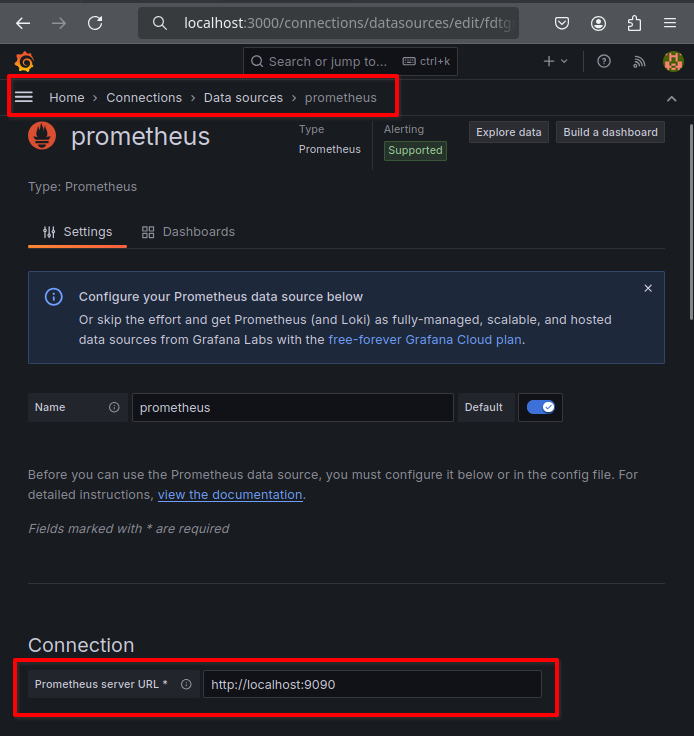 localhost:3000/connections/datasources/edit/fdtg
Search or jump to... ctrl+k
Home › Connections › Data sources › prometheus
prometheus
Type
Prometheus
Alerting
Supported
Explore data
Build a dashboard
Type: Prometheus
Settings
Dashboards
Configure your Prometheus data source below
Or skip the effort and get Prometheus (and Loki) as fully-managed, scalable, and hosted
data sources from Grafana Labs with the free-forever Grafana Cloud plan.
Name prometheus Default
Before you can use the Prometheus data source, you must configure it below or in the config file. For
detailed instructions, view the documentation.
Fields marked with * are required
Connection
Prometheus server URL * http://localhost:9090